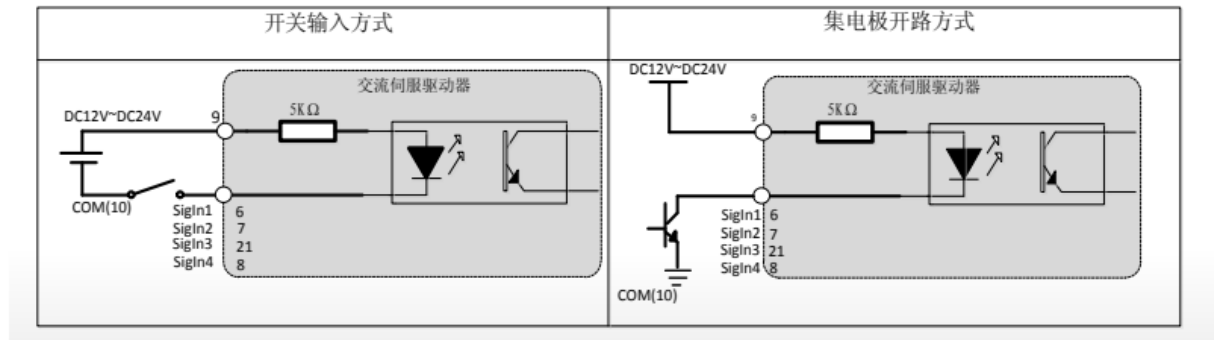 开关输入方式
集电极开路方式
交流伺服驱动器
DC12V~DC24V
9
5KΩ
COM(10)
SigIn1 6
SigIn2 7
SigIn3 21
SigIn4 8
DC12V~DC24V
交流伺服驱动器
9
5KΩ
SigIn1 6
SigIn2 7
SigIn3 21
SigIn4 8
COM(10)